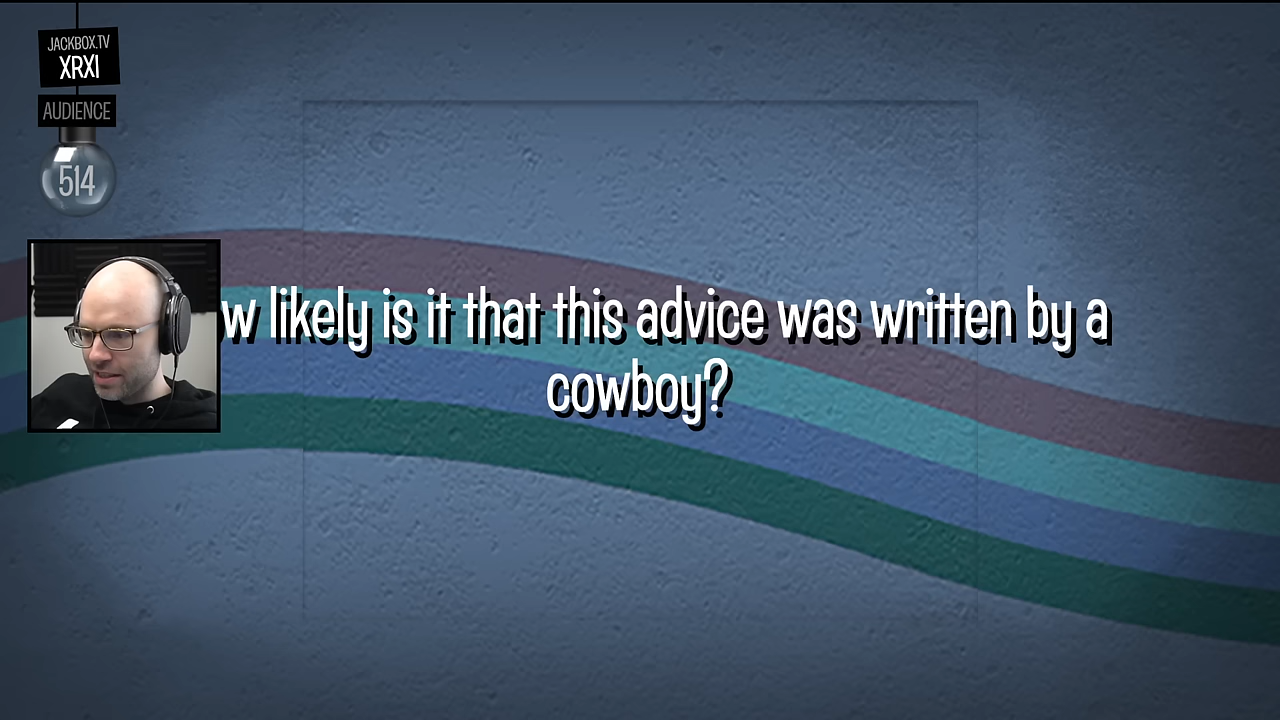 JACKBOX.TV
XRXI
AUDIENCE
514
w likely is it that this advice was written by a
cowboy?